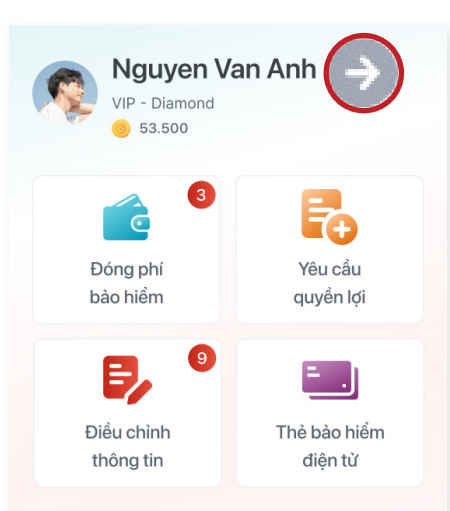 Nguyen Van Anh
VIP - Diamond
53.500
3
Đóng phí
bảo hiểm
Yêu cầu
quyền lợi
9
Điều chỉnh
thông tin
Thẻ bảo hiểm
điện tử